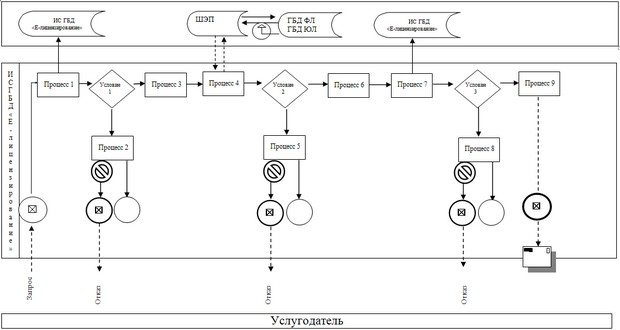 ИС ГБД
«Е-лицензирование»
ШЭП
ГБД ФЛ
ГБД ЮЛ
ИС ГБД
«Е-лицензирование»
ИС ГБД «Е-лицензирование»
Процесс 1
Условие
1
Процесс 3
Процесс 4
Условие
2
Процесс 6
Процесс 7
Условие
3
Процесс 9
Процесс 2
Процесс 5
Процесс 8
Запрос
Отказ
Отказ
Отказ
Услугодатель